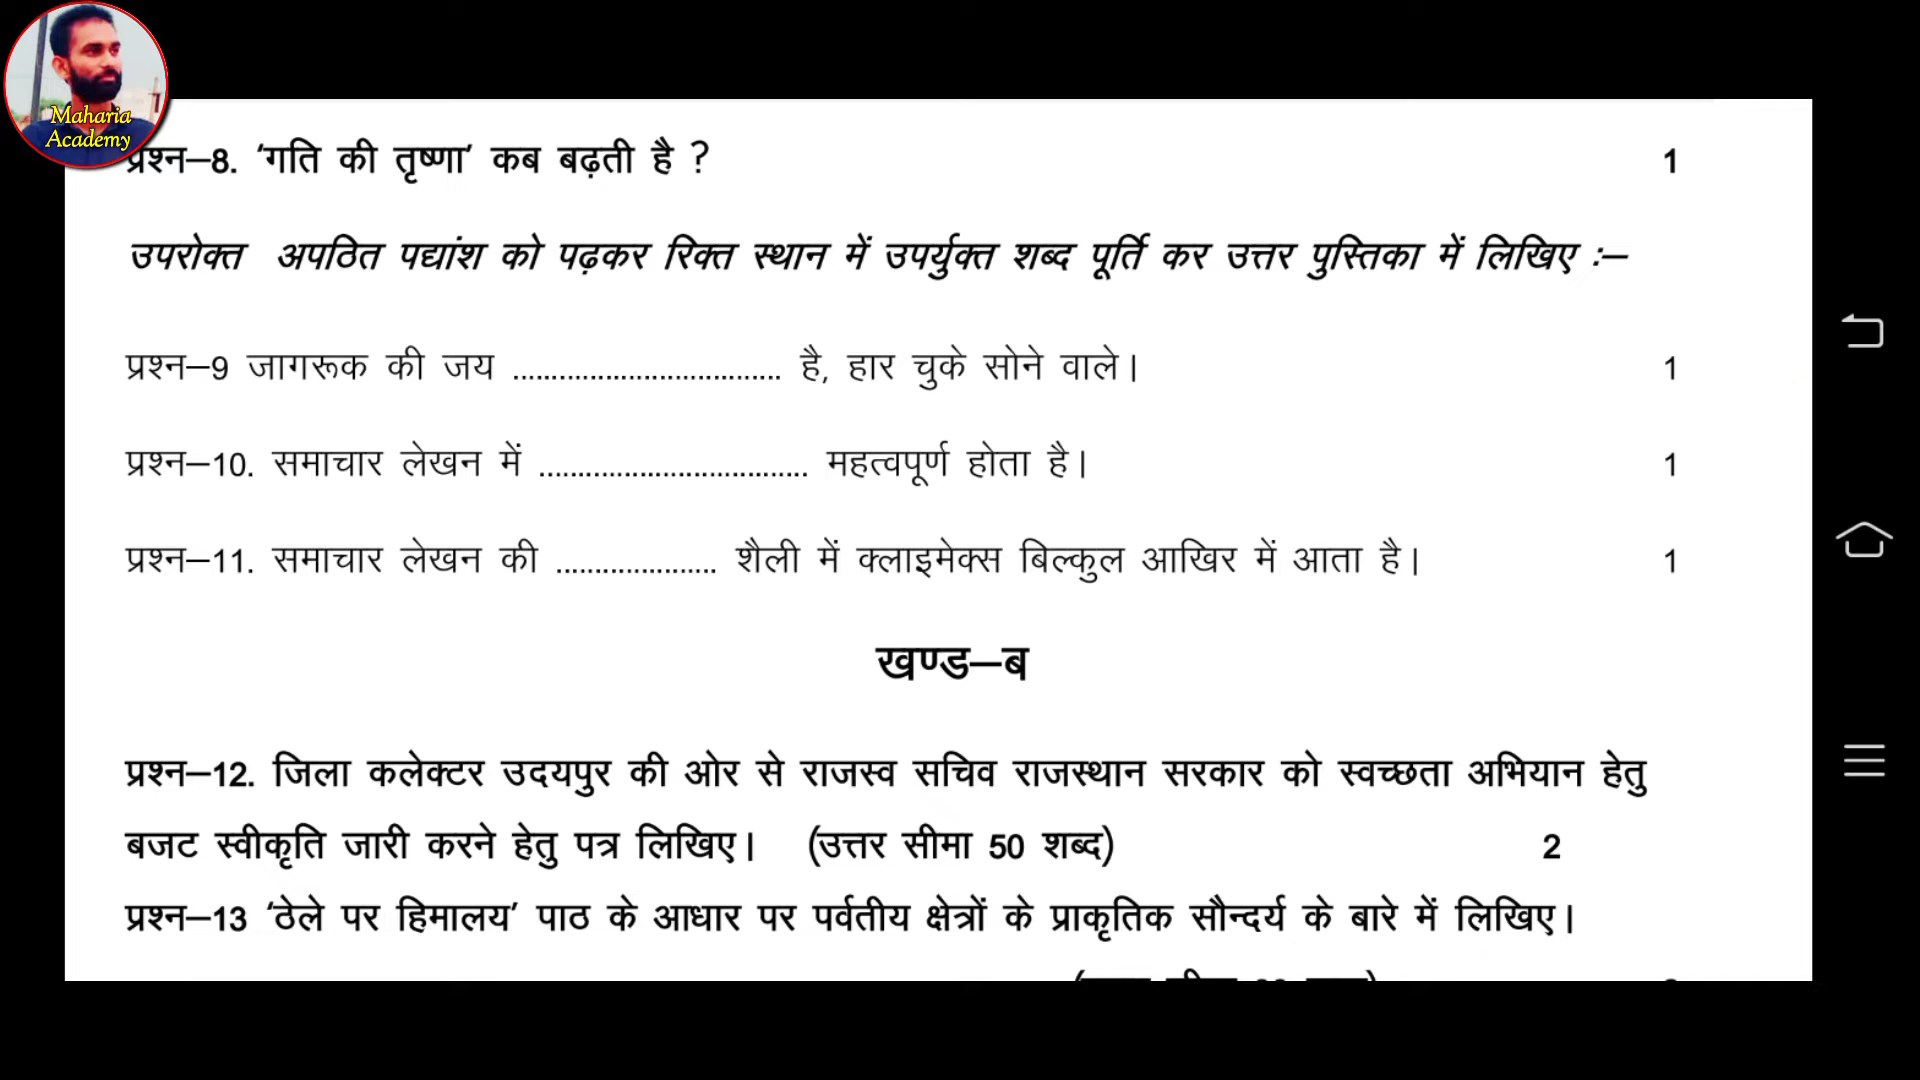 Maharia
Academy
प्रश्न–8. ‘गति की तृष्णा’ कब बढ़ती है ? 1
उपरोक्त अपठित पद्यांश को पढ़कर रिक्त स्थान में उपर्युक्त शब्द पूर्ति कर उत्तर पुस्तिका में लिखिए :–
प्रश्न–9 जागरूक की जय .................................. है, हार चुके सोने वाले। 1
प्रश्न–10. समाचार लेखन में .................................. महत्वपूर्ण होता है। 1
प्रश्न–11. समाचार लेखन की ..................... शैली में क्लाइमेक्स बिल्कुल आखिर में आता है। 1
खण्ड–ब
प्रश्न–12. जिला कलेक्टर उदयपुर की ओर से राजस्व सचिव राजस्थान सरकार को स्वच्छता अभियान हेतु
बजट स्वीकृति जारी करने हेतु पत्र लिखिए। (उत्तर सीमा 50 शब्द) 2
प्रश्न–13 ‘ठेले पर हिमालय’ पाठ के आधार पर पर्वतीय क्षेत्रों के प्राकृतिक सौन्दर्य के बारे में लिखिए।